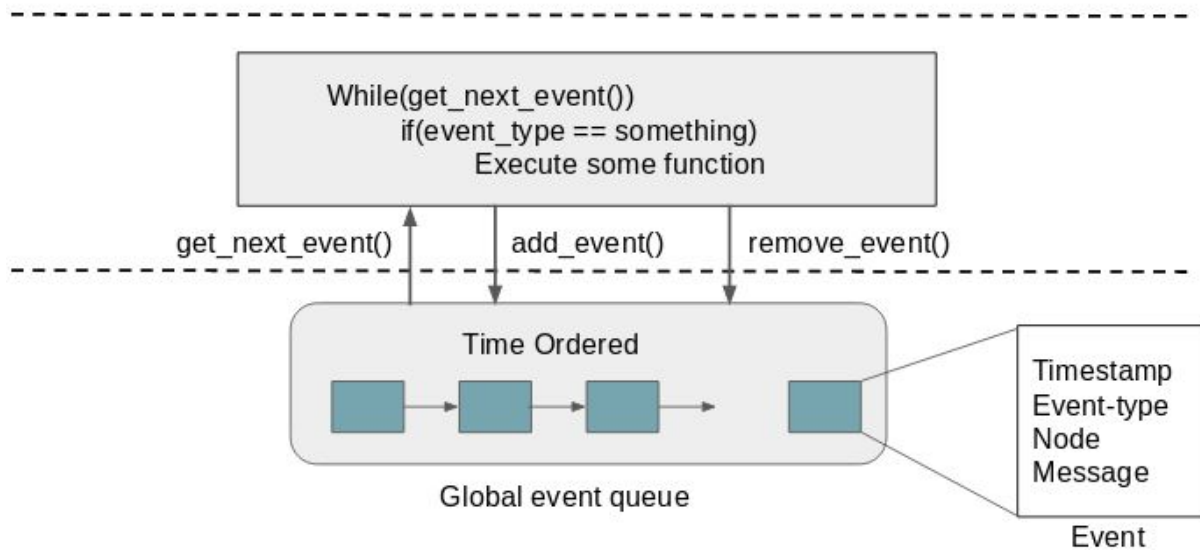 While(get_next_event())
if(event_type == something)
Execute some function
get_next_event()
add_event()
remove_event()
Time Ordered
Timestamp
Event-type
Node
Message
Global event queue
Event